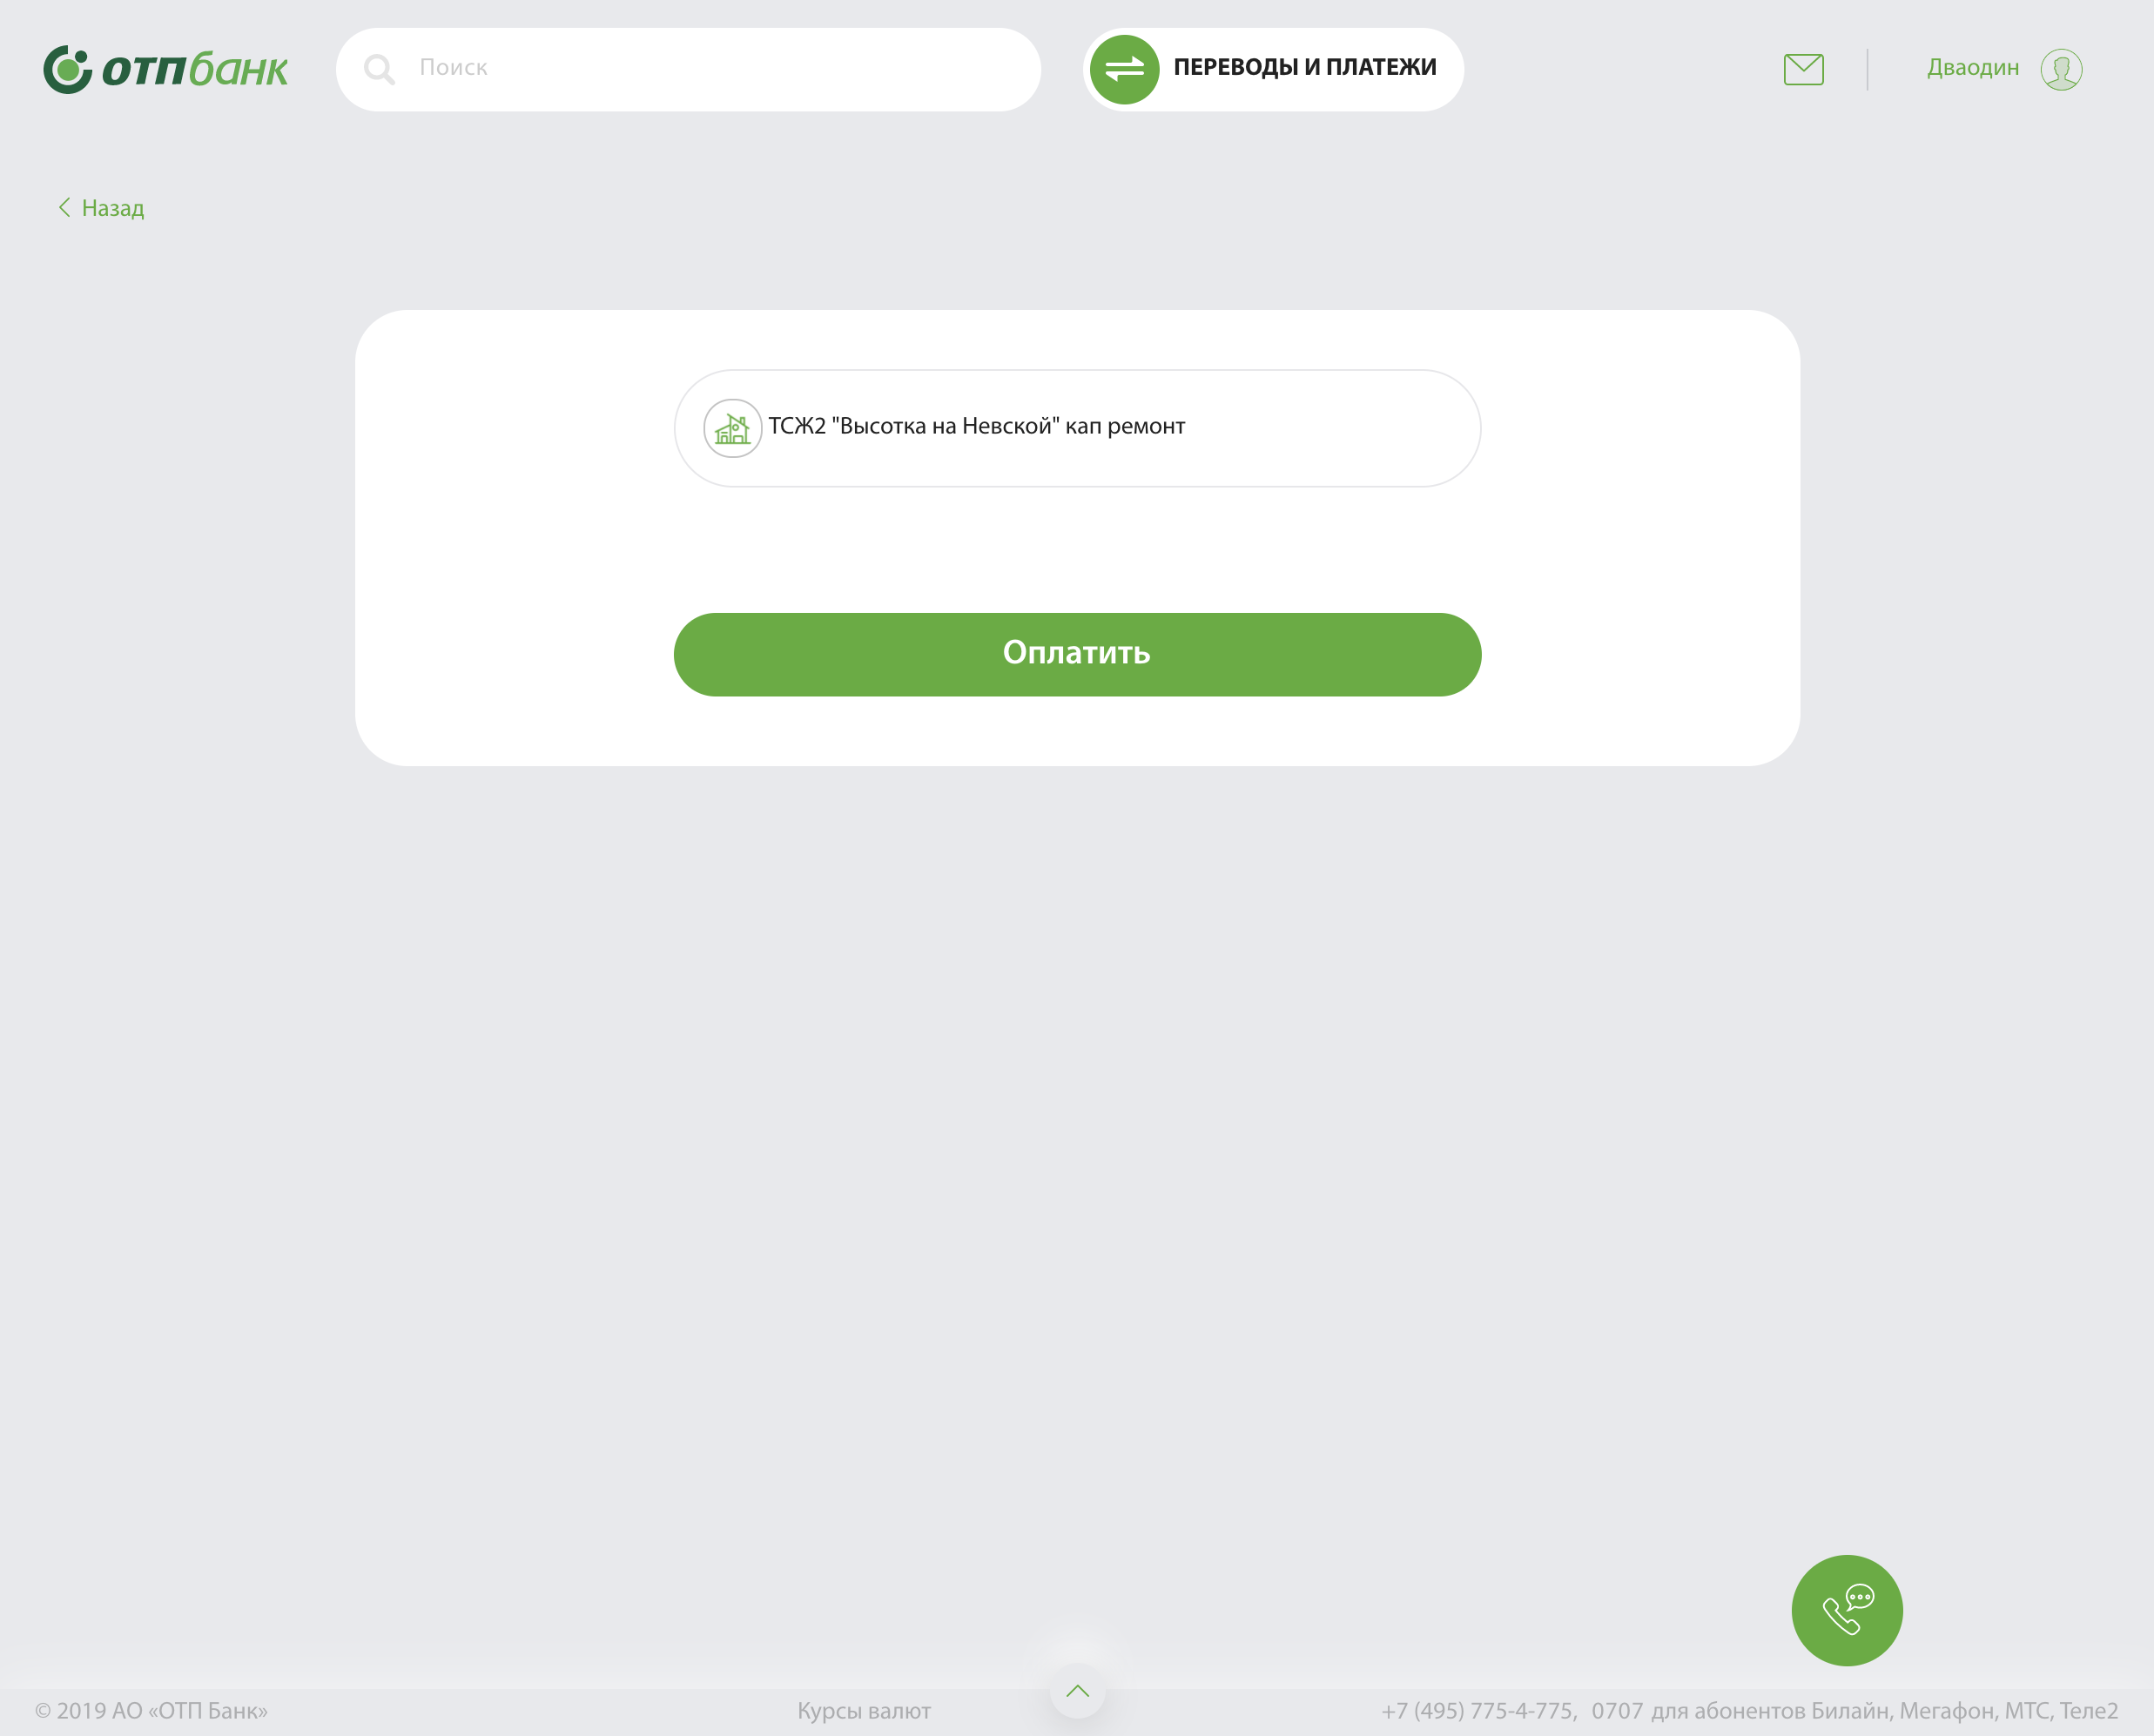 отпбанк
Поиск
ПЕРЕВОДЫ И ПЛАТЕЖИ
Дваодин
Назад
ТСЖ2 "Высотка на Невской" кап ремонт
Оплатить
© 2019 АО «ОТП Банк»
Курсы валют
+7 (495) 775-4-775, 0707 для абонентов Билайн, Мегафон, МТС, Теле2